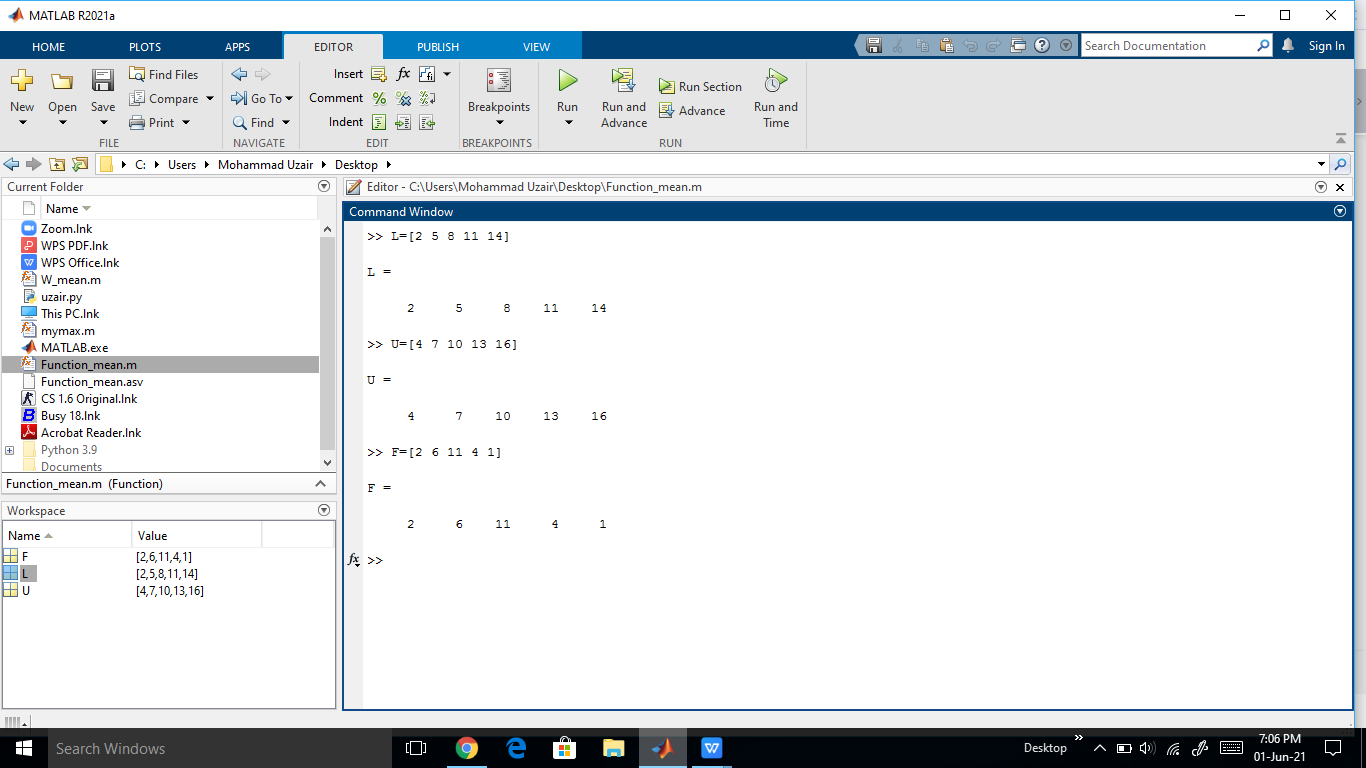 MATLAB R2021a
HOME PLOTS APPS EDITOR PUBLISH VIEW
Search Documentation
Sign In
New
Open
Save
Find Files
Compare
Print
FILE
Go To
Find
NAVIGATE
Insert
fx
Comment
Indent
EDIT
Breakpoints
BREAKPOINTS
Run
Run and
Advance
Run Section
Advance
Run and
Time
RUN
C: Users Mohammad Uzair Desktop
Current Folder
Name
Zoom.lnk
WPS PDF.lnk
WPS Office.lnk
W_mean.m
uzair.py
This PC.lnk
mymax.m
MATLAB.exe
Function_mean.m
Function_mean.asv
CS 1.6 Original.lnk
Busy 18.lnk
Acrobat Reader.lnk
Python 3.9
Documents
Function_mean.m (Function)
Workspace
Name Value
F [2,6,11,4,1]
L [2,5,8,11,14]
U [4,7,10,13,16]
Editor - C:\Users\Mohammad Uzair\Desktop\Function_mean.m
Command Window
>> L=[2 5 8 11 14]
L =
2 5 8 11 14
>> U=[4 7 10 13 16]
U =
4 7 10 13 16
>> F=[2 6 11 4 1]
F =
2 6 11 4 1
fx >>
Search Windows
Desktop
7:06 PM
01-Jun-21